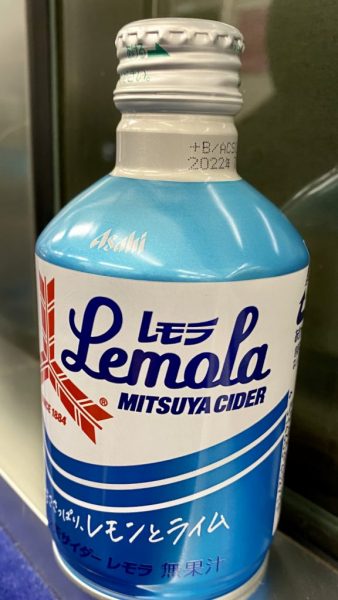 +B/ACS
2022年
Asahi
レモラ
Lemola
®
MITSUYA CIDER
SINCE 1884
さっぱり、レモンとライム
サイダー レモラ 無果汁